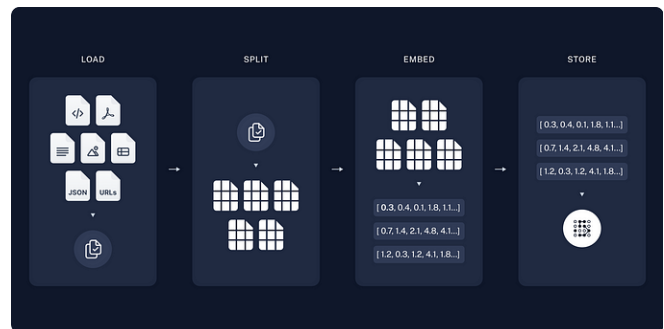 LOAD
SPLIT
EMBED
STORE
</>
JSON URLs
[ 0.3, 0.4, 0.1, 1.8, 1.1...]
[ 0.7, 1.4, 2.1, 4.8, 4.1...]
[ 1.2, 0.3, 1.2, 4.1, 1.8...]
[ 0.3, 0.4, 0.1, 1.8, 1.1...]
[ 0.7, 1.4, 2.1, 4.8, 4.1...]
[ 1.2, 0.3, 1.2, 4.1, 1.8...]